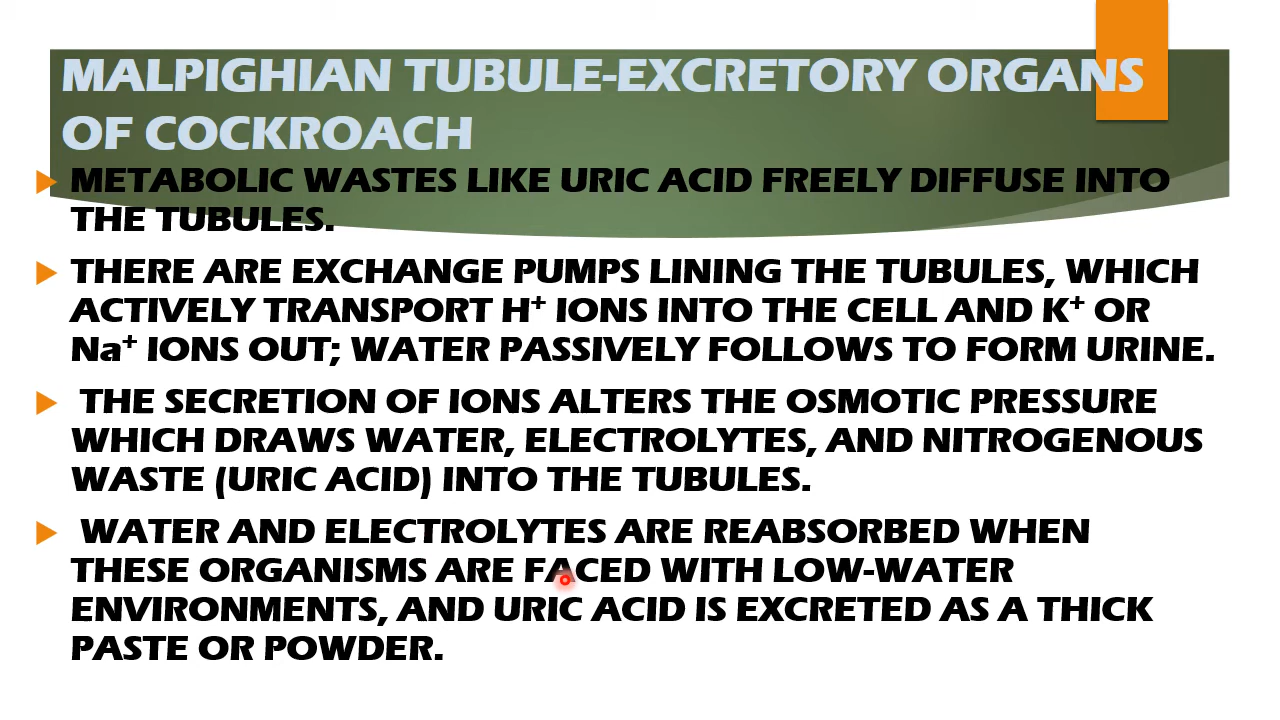 MALPIGHIAN TUBULE-EXCRETORY ORGANS
OF COCKROACH
METABOLIC WASTES LIKE URIC ACID FREELY DIFFUSE INTO
THE TUBULES.
THERE ARE EXCHANGE PUMPS LINING THE TUBULES, WHICH
ACTIVELY TRANSPORT H⁺ IONS INTO THE CELL AND K⁺ OR
Na⁺ IONS OUT; WATER PASSIVELY FOLLOWS TO FORM URINE.
THE SECRETION OF IONS ALTERS THE OSMOTIC PRESSURE
WHICH DRAWS WATER, ELECTROLYTES, AND NITROGENOUS
WASTE (URIC ACID) INTO THE TUBULES.
WATER AND ELECTROLYTES ARE REABSORBED WHEN
THESE ORGANISMS ARE FACED WITH LOW-WATER
ENVIRONMENTS, AND URIC ACID IS EXCRETED AS A THICK
PASTE OR POWDER.